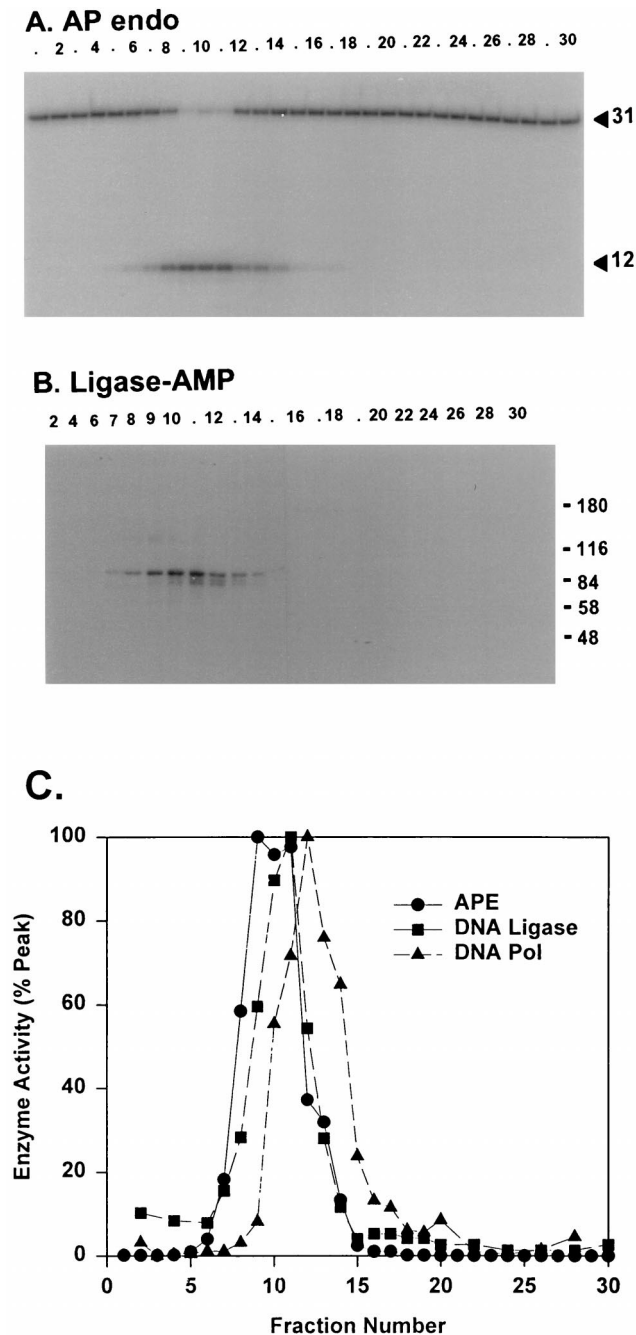 A. AP endo
. 2 . 4 . 6 . 8 . 10 . 12 . 14 . 16 . 18 . 20 . 22 . 24 . 26 . 28 . 30
◄31
◄12
B. Ligase-AMP
2 4 6 7 8 9 10 . 12 . 14 . 16 . 18 . 20 22 24 26 28 30
- 180
- 116
- 84
- 58
- 48
C.
100
80
60
40
20
0
Enzyme Activity (% Peak)
APE
DNA Ligase
DNA Pol
0 5 10 15 20 25 30
Fraction Number